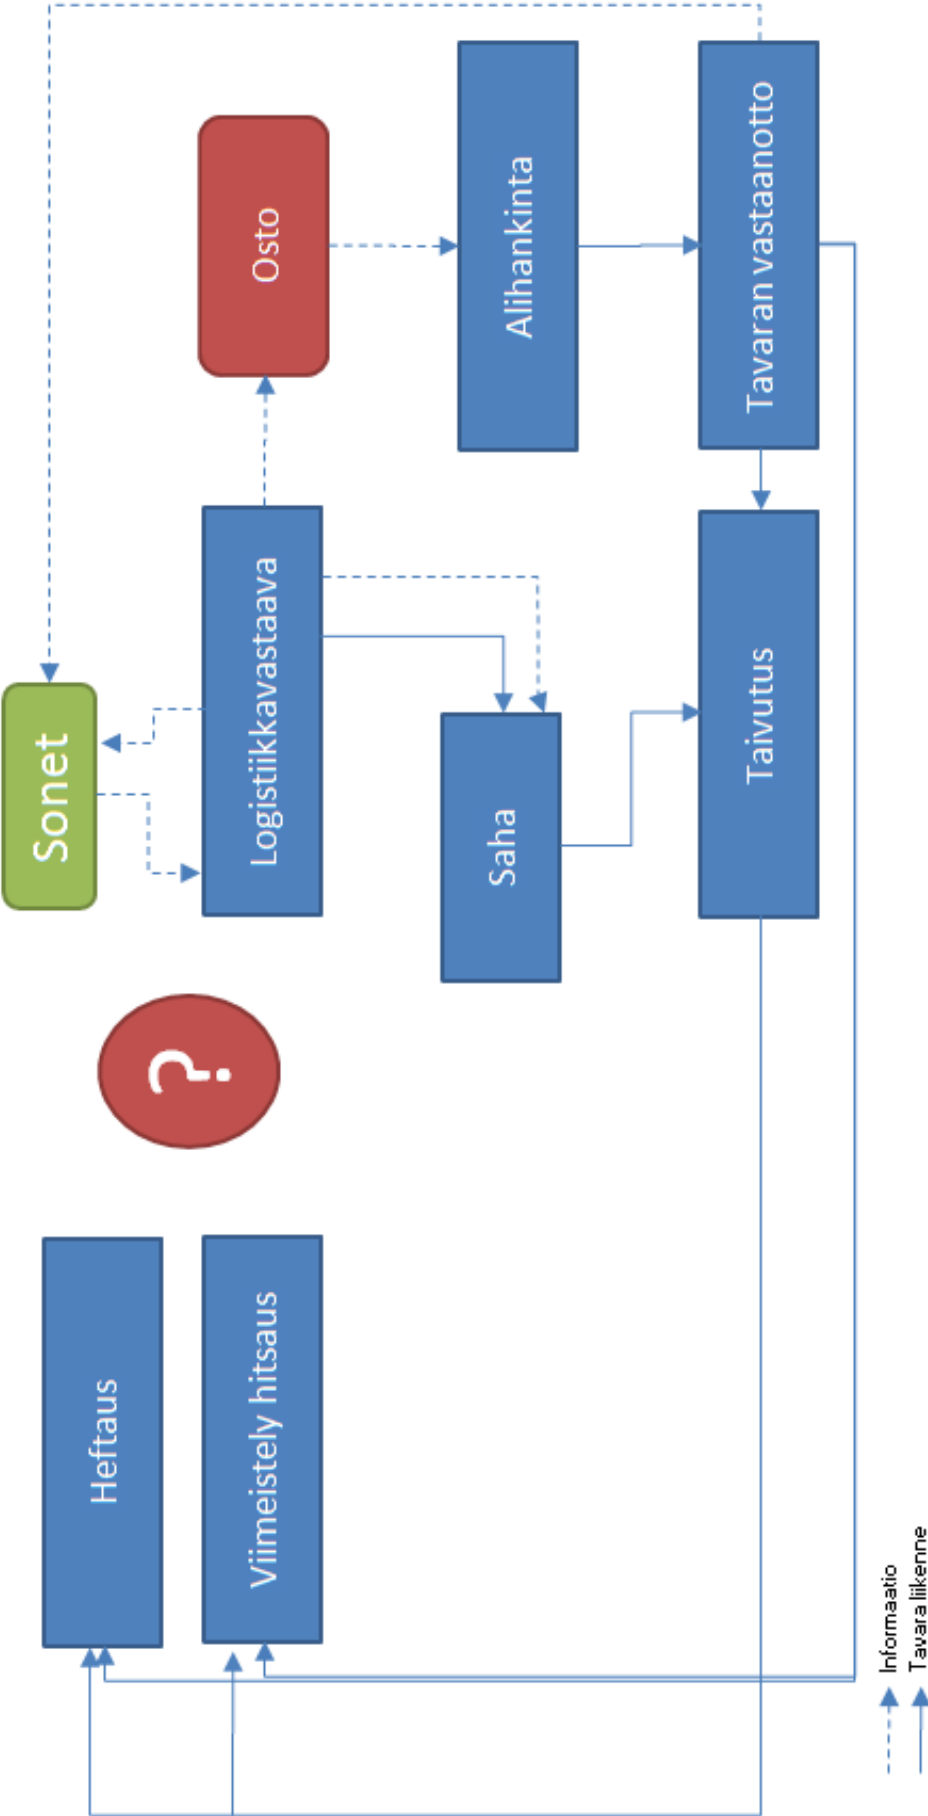 Heftaus
Viimeistely hitsaus
?
Sonet
Logistiikkavastaava
Osto
Saha
Alihankinta
Taivutus
Tavaran vastaanotto
Informaatio
Tavara liikenne